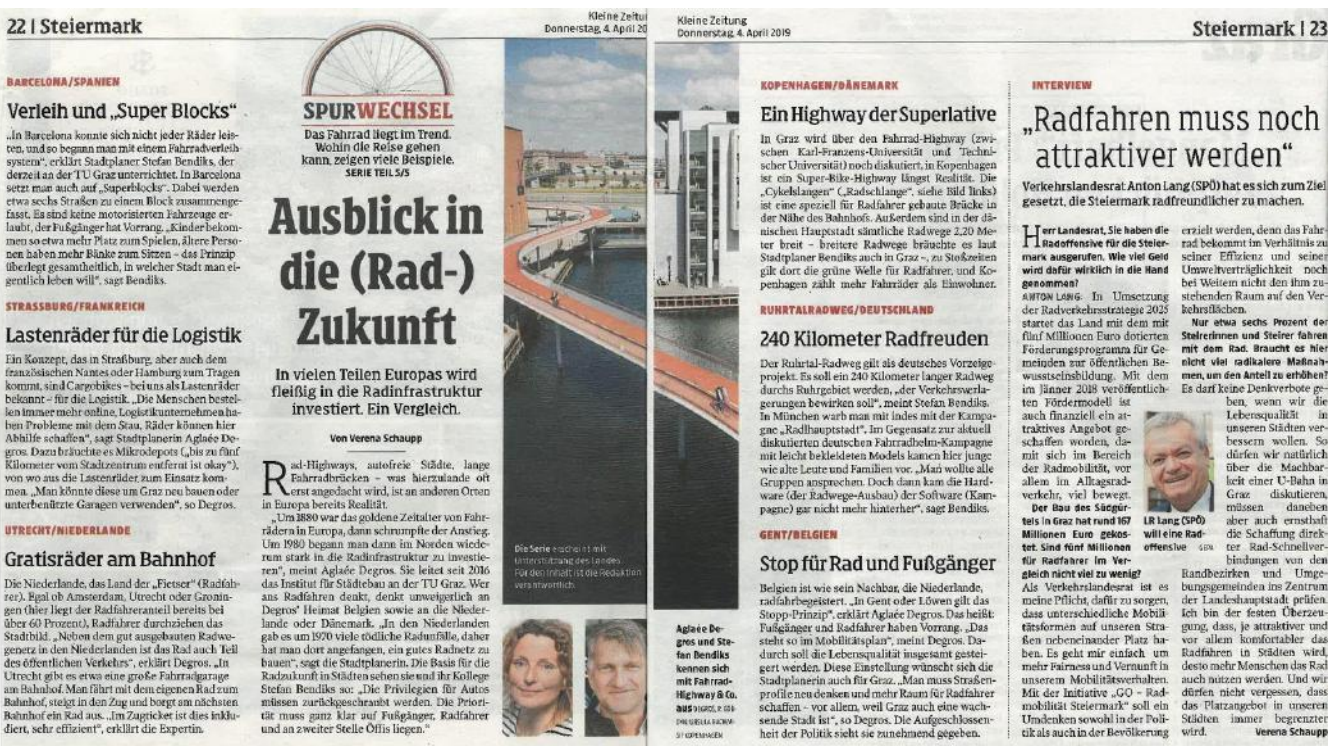 22 | Steiermark
Kleine Zeitu
Donnerstag, 4. April 20
BARCELONA/SPANIEN
Verleih und „Super Blocks“
„In Barcelona konnte sich nicht jeder Räder leis-
ten, und so begann man mit einem Fahrradverleih-
system“, erklärt Stadtplaner Stefan Bendiks, der
derzeit an der TU Graz unterrichtet. In Barcelona
setzt man auch auf „Superblocks“. Dabei werden
etwa sechs Straßen zu einem Block zusammenge-
fasst. Es sind keine motorisierten Fahrzeuge er-
laubt, der Fußgänger hat Vorrang. „Kinder bekom-
men so etwa mehr Platz zum Spielen, ältere Perso-
nen haben mehr Bänke zum Sitzen – das Prinzip
überlegt gesamtheitlich, in welcher Stadt man ei-
gentlich leben will“, sagt Bendiks.
STRASSBURG/FRANKREICH
Lastenräder für die Logistik
Ein Konzept, das in Straßburg, aber auch dem
französischen Nantes oder Hamburg zum Tragen
kommt, sind Cargobikes – bei uns als Lastenräder
bekannt – für die Logistik. „Die Menschen bestel-
len immer mehr online, Logistikunternehmen ha-
ben Probleme mit dem Stau, Räder können hier
Abhilfe schaffen“, sagt Stadtplanerin Aglaée De-
gros. Dazu bräuchte es Mikrodepots („bis zu fünf
Kilometer vom Stadtzentrum entfernt ist okay“),
von wo aus die Lastenräder zum Einsatz kom-
men. „Man könnte diese um Graz neu bauen oder
unterbenützte Garagen verwenden“, so Degros.
UTRECHT/NIEDERLANDE
Gratisräder am Bahnhof
Die Niederlande, das Land der „Fietser“ (Radfah-
rer). Egal ob Amsterdam, Utrecht oder Gronin-
gen (hier liegt der Radfahreranteil bereits bei
über 60 Prozent), Radfahrer durchziehen das
Stadtbild. „Neben dem gut ausgebauten Radwe-
genetz in den Niederlanden ist das Rad auch Teil
des öffentlichen Verkehrs“, erklärt Degros. „In
Utrecht gibt es etwa eine große Fahrradgarage
am Bahnhof. Man fährt mit dem eigenen Rad zum
Bahnhof, steigt in den Zug und borgt am nächsten
Bahnhof ein Rad aus. „Im Zugticket ist dies inklu-
diert, sehr effizient“, erklärt die Expertin.
SPURWECHSEL
Das Fahrrad liegt im Trend.
Wohin die Reise gehen
kann, zeigen viele Beispiele.
SERIE TEIL 5/5
Ausblick in
die (Rad-)
Zukunft
In vielen Teilen Europas wird
fleißig in die Radinfrastruktur
investiert. Ein Vergleich.
Von Verena Schaupp
Rad-Highways, autofreie Städte, lange
Fahrradbrücken – was hierzulande oft
erst angedacht wird, ist an anderen Orten
in Europa bereits Realität.
„Um 1880 war das goldene Zeitalter von Fahr-
rädern in Europa, dann schrumpfte der Anstieg.
Um 1980 begann man dann im Norden wiede-
rum stark in die Radinfrastruktur zu investie-
ren“, meint Aglaée Degros. Sie leitet seit 2016
das Institut für Städtebau an der TU Graz. Wer
ans Radfahren denkt, denkt unweigerlich an
Degros’ Heimat Belgien sowie an die Nieder-
lande oder Dänemark. „In den Niederlanden
gab es um 1970 viele tödliche Radunfälle, daher
hat man dort angefangen, ein gutes Radnetz zu
bauen“, sagt die Stadtplanerin. Die Basis für die
Radzukunft in Städten sehen sie und ihr Kollege
Stefan Bendiks so: „Die Privilegien für Autos
müssen zurückgeschraubt werden. Die Priori-
tät muss ganz klar auf Fußgänger, Radfahrer
und an zweiter Stelle Öffis liegen.“
Die Serie erscheint mit
Unterstützung des Landes.
Für den Inhalt ist die Redaktion
verantwortlich.
Kleine Zeitung
Donnerstag, 4. April 2019
Steiermark | 23
Aglaée De-
gros und Ste-
fan Bendiks
kennen sich
mit Fahrrad-
Highway & Co.
aus
KOPENHAGEN/DÄNEMARK
Ein Highway der Superlative
In Graz wird über den Fahrrad-Highway (zwi-
schen Karl-Franzens-Universität und Techni-
scher Universität) noch diskutiert, in Kopenhagen
ist ein Super-Bike-Highway längst Realität. Die
„Cykelslangen“ („Radschlange“, siehe Bild links)
ist eine speziell für Radfahrer gebaute Brücke in
der Nähe des Bahnhofs. Außerdem sind in der dä-
nischen Hauptstadt sämtliche Radwege 2,20 Me-
ter breit – breitere Radwege bräuchte es laut
Stadtplaner Bendiks auch in Graz –, zu Stoßzeiten
gilt dort die grüne Welle für Radfahrer, und Ko-
penhagen zählt mehr Fahrräder als Einwohner.
RUHRTALRADWEG/DEUTSCHLAND
240 Kilometer Radfreuden
Der Ruhrtal-Radweg gilt als deutsches Vorzeige-
projekt. Es soll ein 240 Kilometer langer Radweg
durchs Ruhrgebiet werden, „der Verkehrsverla-
gerungen bewirken soll“, meint Stefan Bendiks.
In München warb man mit indes mit der Kampa-
gne „Radlhauptstadt“. Im Gegensatz zur aktuell
diskutierten deutschen Fahrradhelm-Kampagne
mit leicht bekleideten Models kamen hier junge
wie alte Leute und Familien vor. „Man wollte alle
Gruppen ansprechen. Doch dann kam die Hard-
ware (der Radwege-Ausbau) der Software (Kam-
pagne) gar nicht mehr hinterher“, sagt Bendiks.
GENT/BELGIEN
Stopp für Rad und Fußgänger
Belgien ist wie sein Nachbar, die Niederlande,
radfahrbegeistert. „In Gent oder Löwen gilt das
Stopp-Prinzip“, erklärt Aglaée Degros. Das heißt:
Fußgänger und Radfahrer haben Vorrang. „Das
steht so im Mobilitätsplan“, meint Degros. Da-
durch soll die Lebensqualität insgesamt gestei-
gert werden. Diese Einstellung wünscht sich die
Stadtplanerin auch für Graz. „Man muss Straßen-
profile neu denken und mehr Raum für Radfahrer
schaffen – vor allem, weil Graz auch eine wach-
sende Stadt ist“, so Degros. Die Aufgeschlossen-
heit der Politik sieht sie zunehmend gegeben.
INTERVIEW
„Radfahren muss noch
attraktiver werden“
Verkehrslandesrat Anton Lang (SPÖ) hat es sich zum Ziel
gesetzt, die Steiermark radfreundlicher zu machen.
Herr Landesrat, Sie haben die
Radoffensive für die Steier-
mark ausgerufen. Wie viel Geld
wird dafür wirklich in die Hand
genommen?
ANTON LANG: In Umsetzung
der Radverkehrsstrategie 2025
startet das Land mit dem mit
fünf Millionen Euro dotierten
Förderungsprogramm für Ge-
meinden zur öffentlichen Be-
wusstseinsbildung. Mit dem
im Jänner 2018 veröffentlich-
ten Fördermodell ist
auch finanziell ein at-
traktives Angebot ge-
schaffen worden, da-
mit sich im Bereich
der Radmobilität, vor
allem im Alltagsrad-
verkehr, viel bewegt.
Der Bau des Südgür-
tels in Graz hat rund 167
Millionen Euro gekos-
tet. Sind fünf Millionen
für Radfahrer im Ver-
gleich nicht viel zu wenig?
Als Verkehrslandesrat ist es
meine Pflicht, dafür zu sorgen,
dass unterschiedliche Mobili-
tätsformen auf unseren Stra-
ßen nebeneinander Platz ha-
ben. Es geht mir einfach um
mehr Fairness und Vernunft in
unserem Mobilitätsverhalten.
Mit der Initiative „GO – Rad-
mobilität Steiermark“ soll ein
Umdenken sowohl in der Poli-
tik als auch in der Bevölkerung
erzielt werden, denn das Fahr-
rad bekommt im Verhältnis zu
seiner Effizienz und seiner
Umweltverträglichkeit noch
bei Weitem nicht den ihm zu-
stehenden Raum auf den Ver-
kehrsflächen.
Nur etwa sechs Prozent der
Steirerinnen und Steirer fahren
mit dem Rad. Braucht es hier
nicht viel radikalere Maßnah-
men, um den Anteil zu erhöhen?
Es darf keine Denkverbote ge-
ben, wenn wir die
Lebensqualität in
unseren Städten ver-
bessern wollen. So
dürfen wir natürlich
über die Machbar-
keit einer U-Bahn in
Graz diskutieren,
müssen daneben
aber auch ernsthaft
die Schaffung direk-
ter Rad-Schnellver-
bindungen von den
Randbezirken und Umge-
bungsgemeinden ins Zentrum
der Landeshauptstadt prüfen.
Ich bin der festen Überzeu-
gung, dass, je attraktiver und
vor allem komfortabler das
Radfahren in Städten wird,
desto mehr Menschen das Rad
auch nutzen werden. Und wir
dürfen nicht vergessen, dass
das Platzangebot in unseren
Städten immer begrenzter
wird. Verena Schaupp
LR Lang (SPÖ)
will eine Rad-
offensive